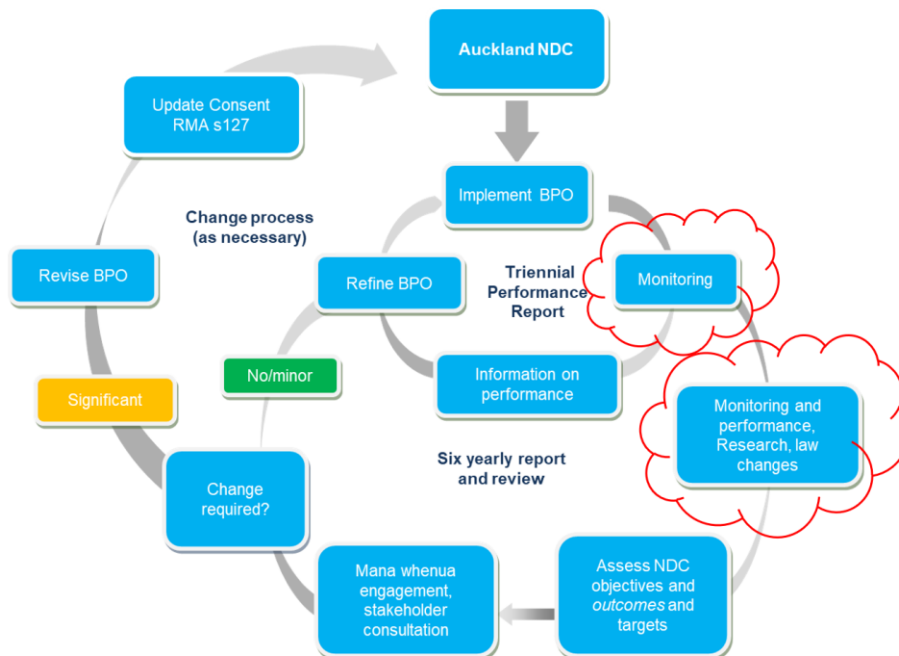 Auckland NDC
Update Consent
RMA s127
Implement BPO
Change process
(as necessary)
Revise BPO
Refine BPO
Triennial
Performance
Report
Monitoring
No/minor
Information on
performance
Significant
Monitoring and
performance,
Research, law
changes
Six yearly report
and review
Change
required?
Mana whenua
engagement,
stakeholder
consultation
Assess NDC
objectives and
outcomes and
targets